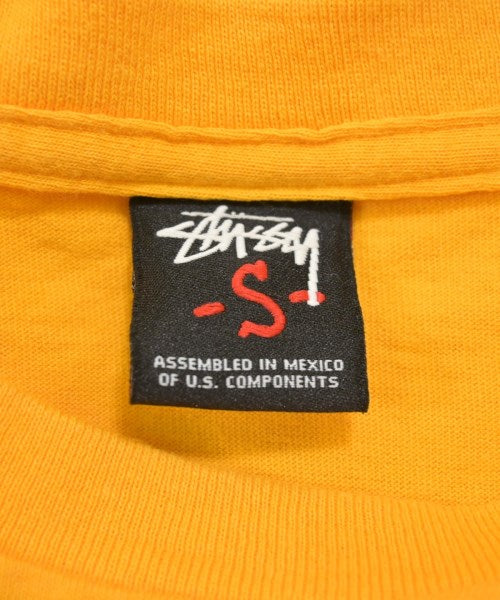 Stüssy
-S-
ASSEMBLED IN MEXICO
OF U.S. COMPONENTS